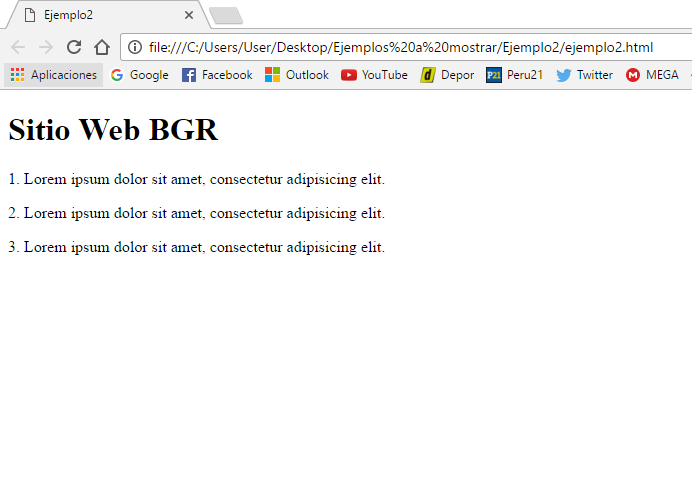 Ejemplo2
file:///C:/Users/User/Desktop/Ejemplos%20a%20mostrar/Ejemplo2/ejemplo2.html
Aplicaciones Google Facebook Outlook YouTube d Depor P21 Peru21 Twitter M MEGA
Sitio Web BGR
1. Lorem ipsum dolor sit amet, consectetur adipisicing elit.
2. Lorem ipsum dolor sit amet, consectetur adipisicing elit.
3. Lorem ipsum dolor sit amet, consectetur adipisicing elit.